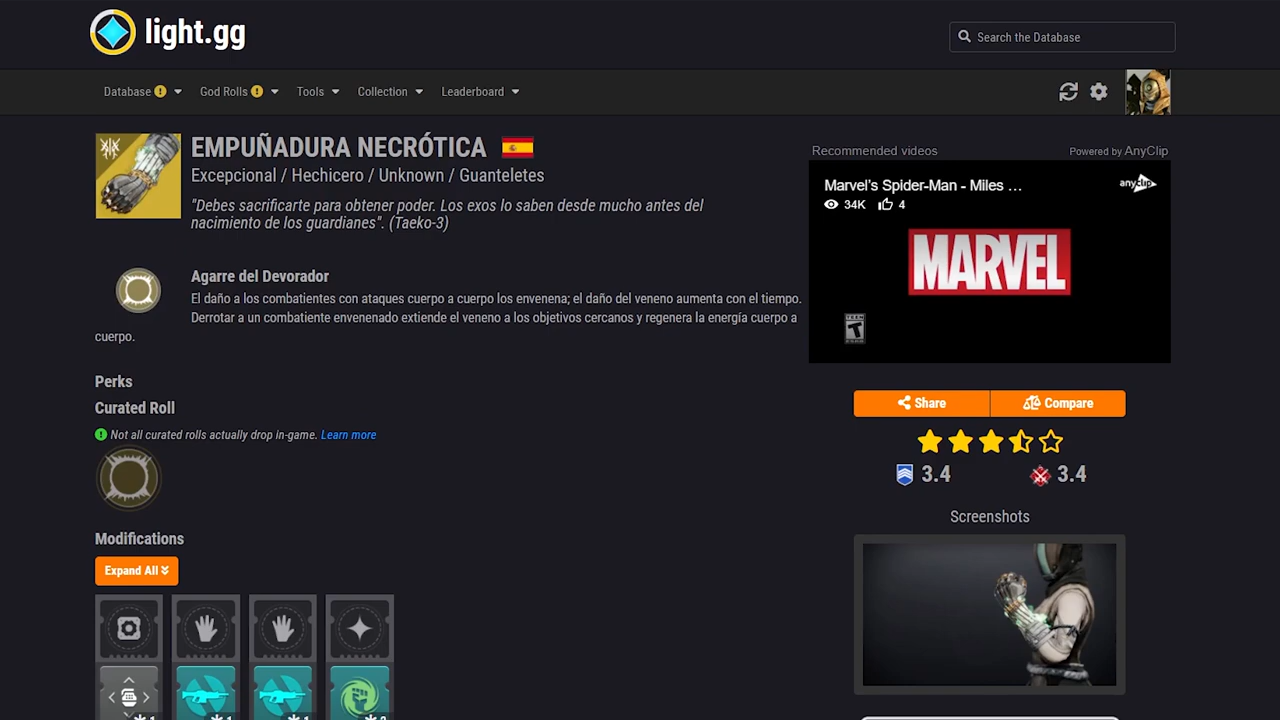 light.gg
Search the Database
Database
God Rolls
Tools
Collection
Leaderboard
EMPUÑADURA NECRÓTICA
Excepcional / Hechicero / Unknown / Guanteletes
"Debes sacrificarte para obtener poder. Los exos lo saben desde mucho antes del
nacimiento de los guardianes". (Taeko-3)
Agarre del Devorador
El daño a los combatientes con ataques cuerpo a cuerpo los envenena; el daño del veneno aumenta con el tiempo.
Derrotar a un combatiente envenenado extiende el veneno a los objetivos cercanos y regenera la energía cuerpo a
cuerpo.
Perks
Curated Roll
Not all curated rolls actually drop in-game. Learn more
Modifications
Expand All
Recommended videos
Powered by AnyClip
Marvel's Spider-Man - Miles ...
anyclip
34K
4
MARVEL
TEEN
T
Share
Compare
3.4
3.4
Screenshots